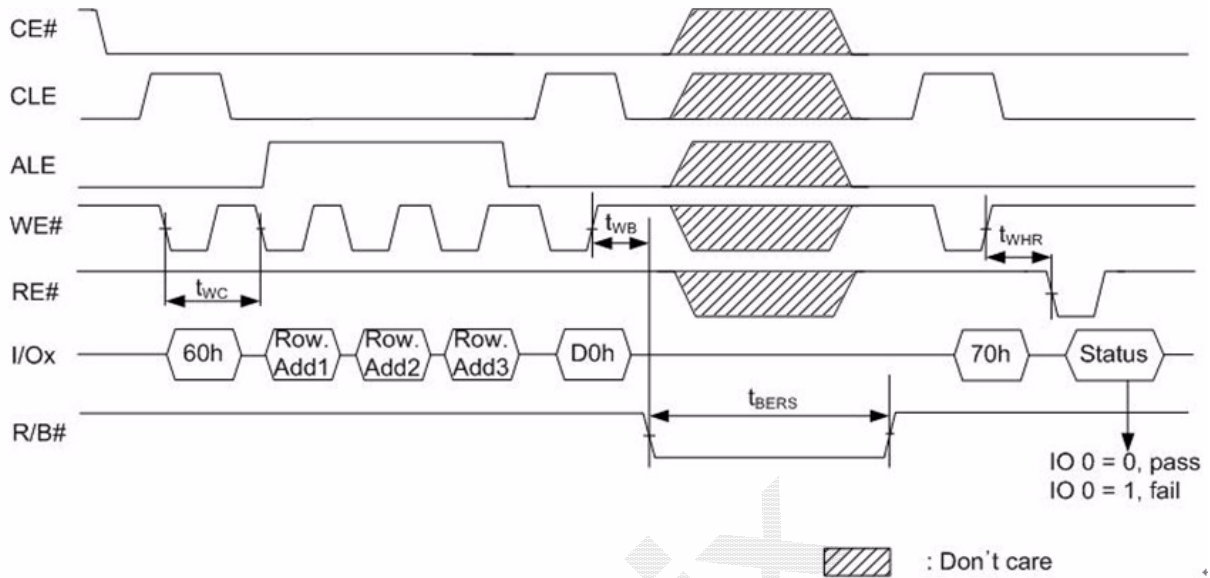 CE#
CLE
ALE
WE#
tWB
tWHR
RE#
tWC
I/Ox
60h
Row. Add1
Row. Add2
Row. Add3
D0h
70h
Status
tBERS
R/B#
IO 0 = 0, pass
IO 0 = 1, fail
: Don't care